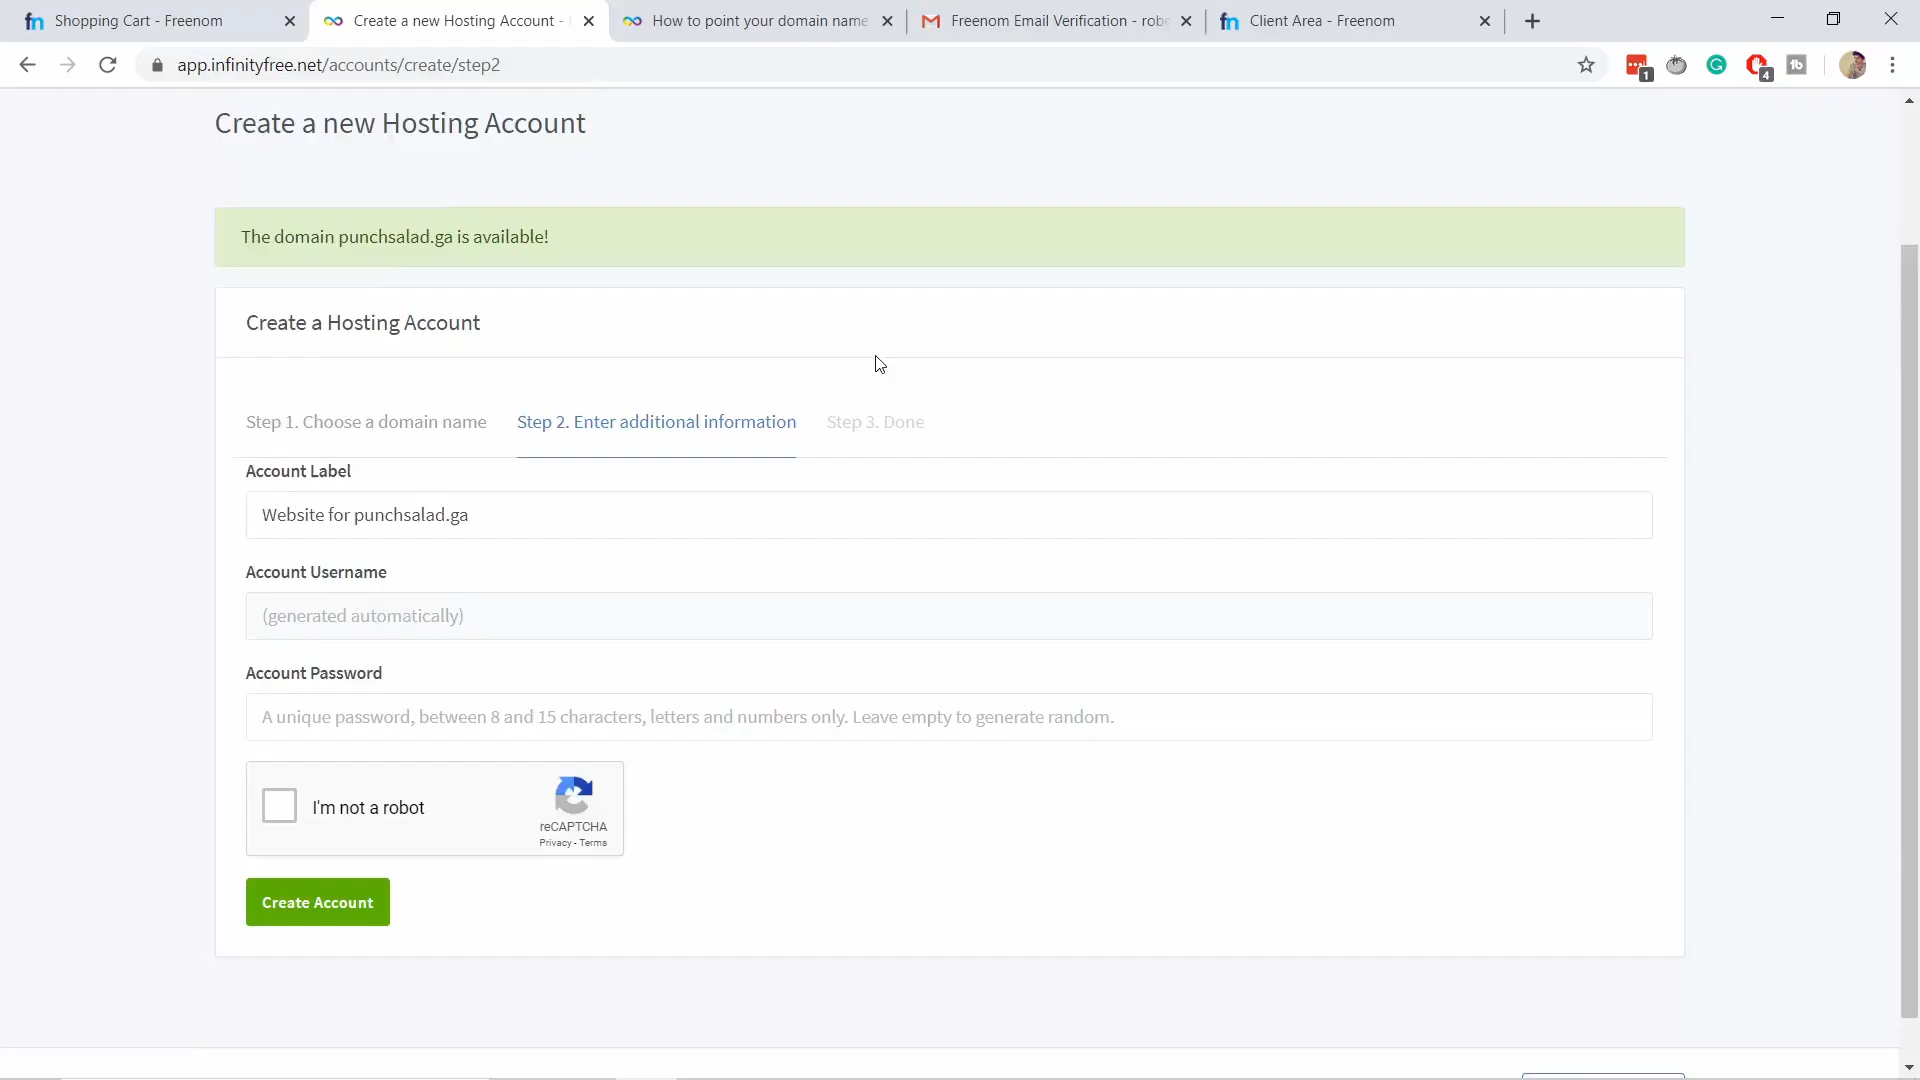 Shopping Cart - Freenom
Create a new Hosting Account -
How to point your domain name
Freenom Email Verification - robe
Client Area - Freenom
app.infinityfree.net/accounts/create/step2
1
4
Create a new Hosting Account
The domain punchsalad.ga is available!
Create a Hosting Account
Step 1. Choose a domain name
Step 2. Enter additional information
Step 3. Done
Account Label
Website for punchsalad.ga
Account Username
(generated automatically)
Account Password
A unique password, between 8 and 15 characters, letters and numbers only. Leave empty to generate random.
I'm not a robot
reCAPTCHA
Privacy - Terms
Create Account